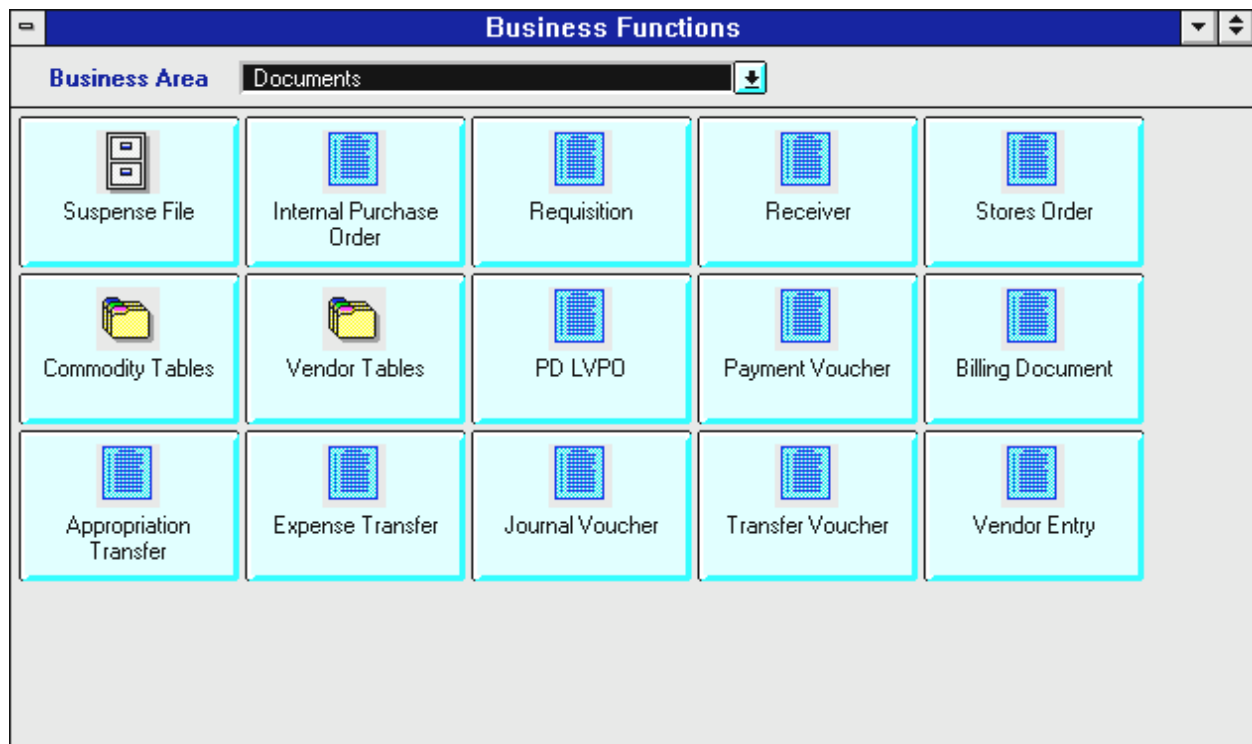 Business Functions
Business Area
Documents
Suspense File
Internal Purchase
Order
Requisition
Receiver
Stores Order
Commodity Tables
Vendor Tables
PD LVPO
Payment Voucher
Billing Document
Appropriation
Transfer
Expense Transfer
Journal Voucher
Transfer Voucher
Vendor Entry